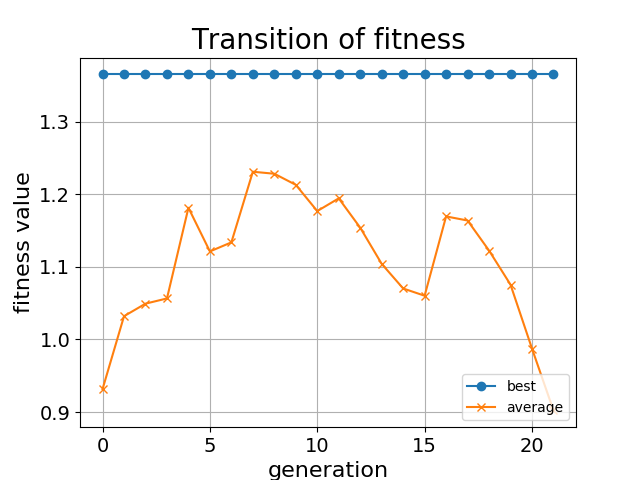 Transition of fitness
fitness value
1.3
1.2
1.1
1.0
0.9
0 5 10 15 20
generation
best
average